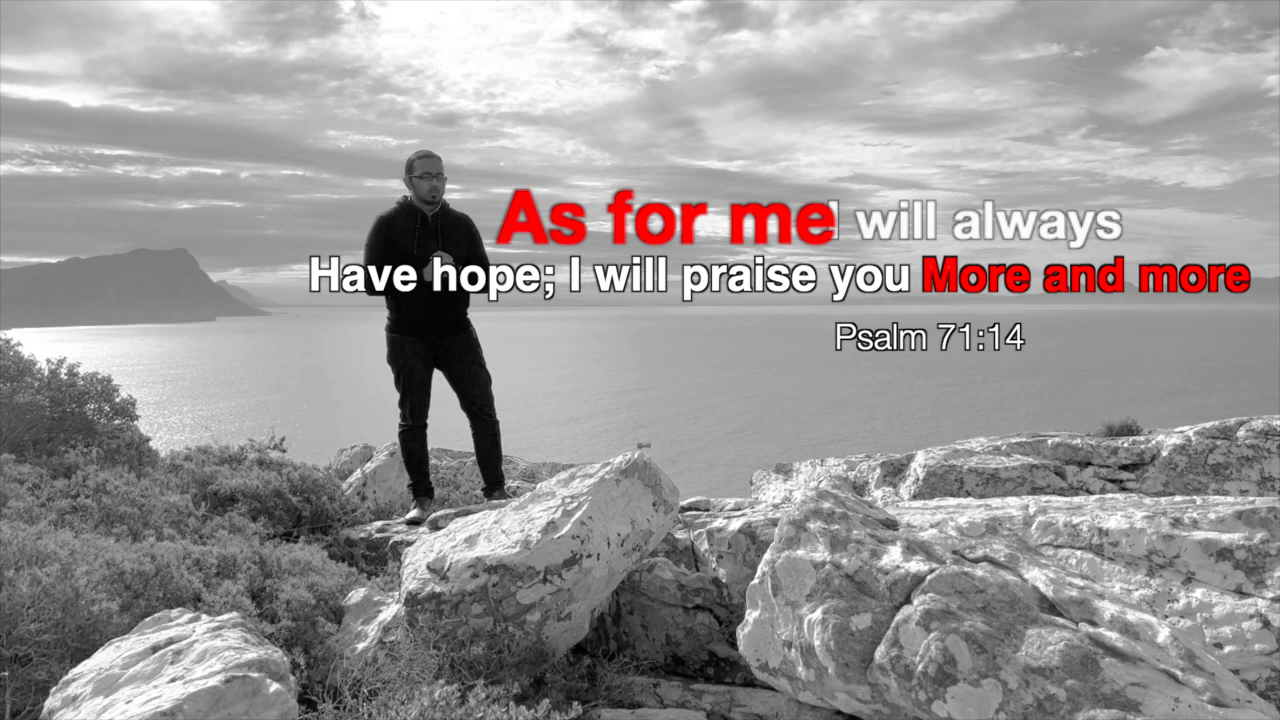 As for me I will always
Have hope; I will praise you More and more
Psalm 71:14